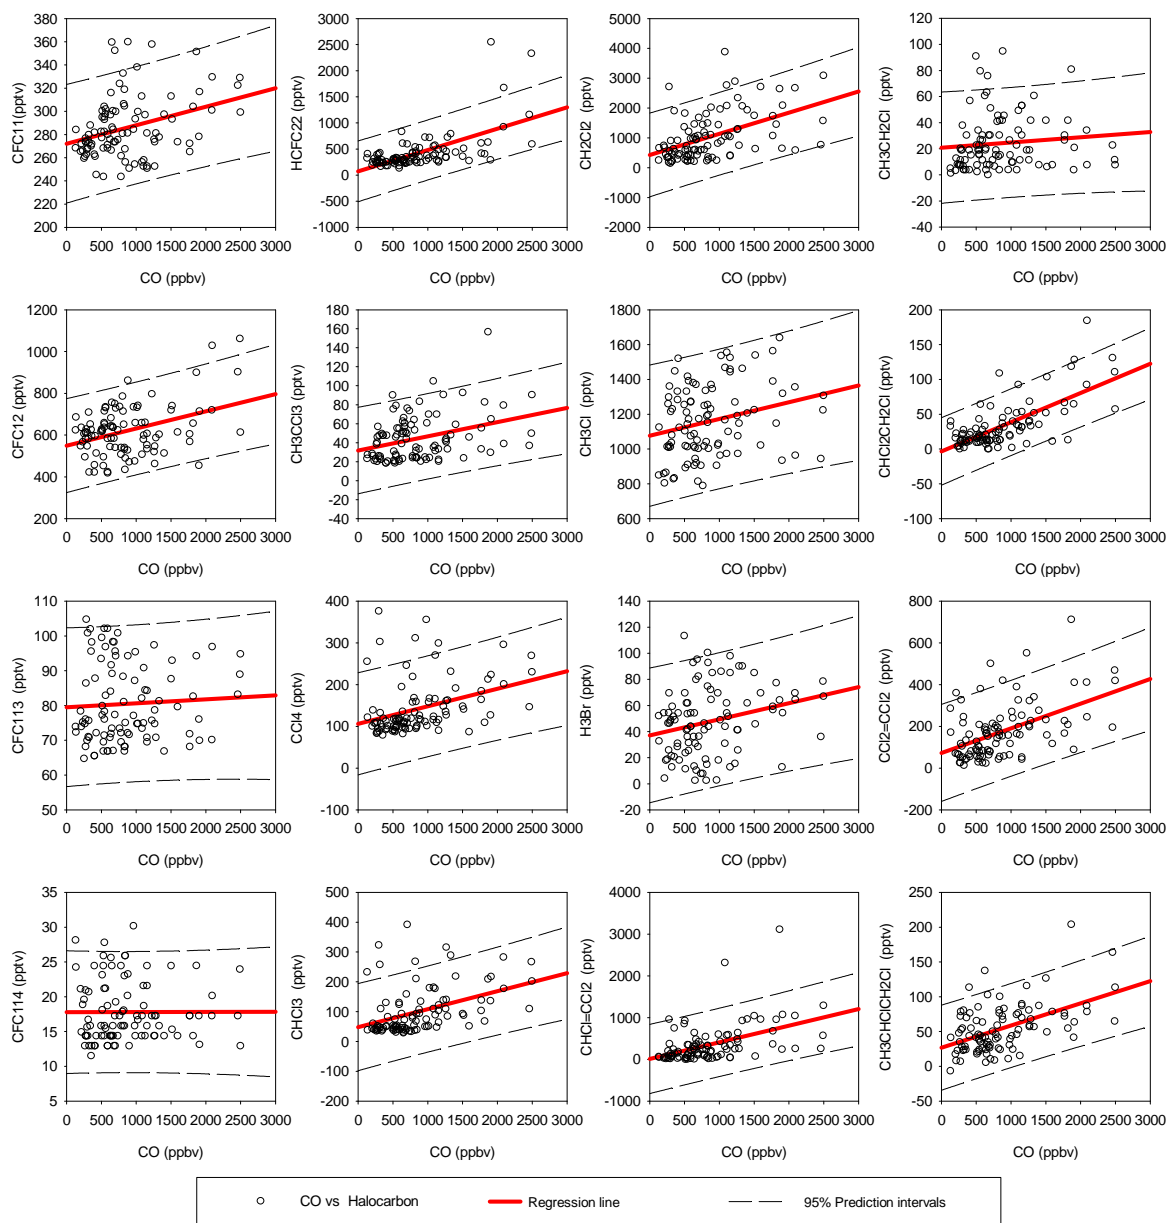 380
360
340
320
300
280
260
240
220
200
CFC11(pptv)
0 500 1000 1500 2000 2500 3000
CO (ppbv)
3000
2500
2000
1500
1000
500
0
-500
-1000
HCFC22 (pptv)
0 500 1000 1500 2000 2500 3000
CO (ppbv)
5000
4000
3000
2000
1000
0
-1000
-2000
CH2Cl2 (pptv)
0 500 1000 1500 2000 2500 3000
CO (ppbv)
120
100
80
60
40
20
0
-20
-40
CH3CH2Cl (pptv)
0 500 1000 1500 2000 2500 3000
CO (ppbv)
1200
1000
800
600
400
200
CFC12 (pptv)
0 500 1000 1500 2000 2500 3000
CO (ppbv)
180
160
140
120
100
80
60
40
20
0
-20
-40
CH3CCl3 (pptv)
0 500 1000 1500 2000 2500 3000
CO (ppbv)
1800
1600
1400
1200
1000
800
600
CH3Cl (pptv)
0 500 1000 1500 2000 2500 3000
CO (ppbv)
200
150
100
50
0
-50
-100
CHCl2CH2Cl (pptv)
0 500 1000 1500 2000 2500 3000
CO (ppbv)
110
100
90
80
70
60
50
CFC113 (pptv)
0 500 1000 1500 2000 2500 3000
CO (ppbv)
400
300
200
100
0
-100
CCl4 (pptv)
0 500 1000 1500 2000 2500 3000
CO (ppbv)
140
120
100
80
60
40
20
0
-20
H3Br (pptv)
0 500 1000 1500 2000 2500 3000
CO (ppbv)
800
600
400
200
0
-200
CCl2=CCl2 (pptv)
0 500 1000 1500 2000 2500 3000
CO (ppbv)
35
30
25
20
15
10
5
CFC114 (pptv)
0 500 1000 1500 2000 2500 3000
CO (ppbv)
500
400
300
200
100
0
-100
-200
CHCl3 (pptv)
0 500 1000 1500 2000 2500 3000
CO (ppbv)
4000
3000
2000
1000
0
-1000
CHCl=CCl2 (pptv)
0 500 1000 1500 2000 2500 3000
CO (ppbv)
250
200
150
100
50
0
-50
CH3CHClCH2Cl (pptv)
0 500 1000 1500 2000 2500 3000
CO (ppbv)
CO vs Halocarbon
Regression line
95% Prediction intervals